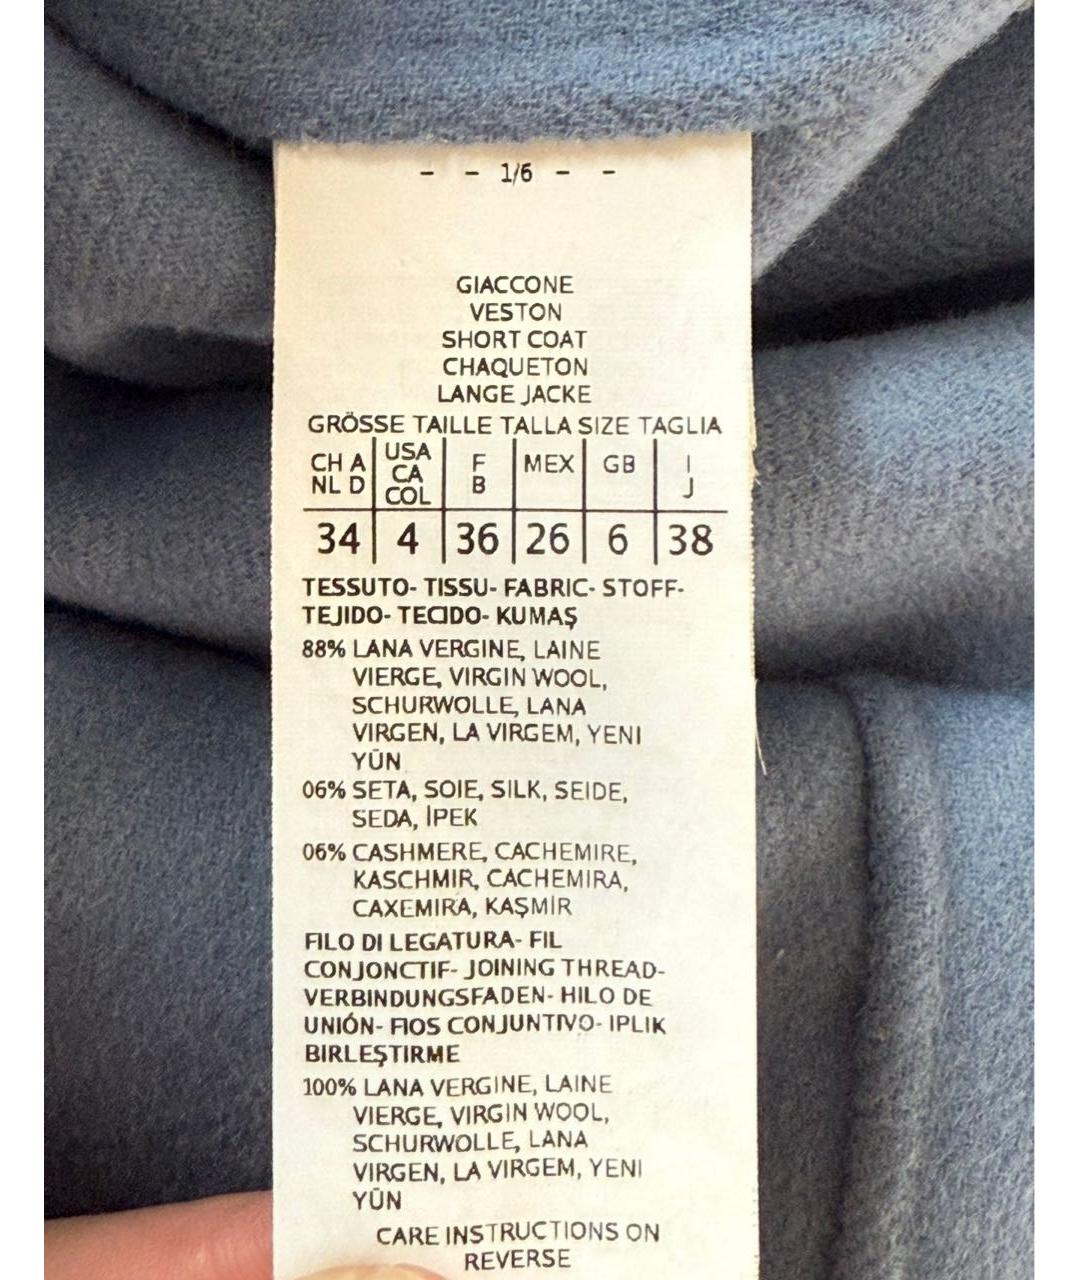 - - 1/6 - -
GIACCONE
VESTON
SHORT COAT
CHAQUETON
LANGE JACKE
GRÖSSE TAILLE TALLA SIZE TAGLIA
CH A NL D | USA CA COL | F B | MEX | GB | I J
34 | 4 | 36 | 26 | 6 | 38
TESSUTO- TISSU- FABRIC- STOFF-
TEJIDO- TECIDO- KUMAŞ
88% LANA VERGINE, LAINE
VIERGE, VIRGIN WOOL,
SCHURWOLLE, LANA
VIRGEN, LA VIRGEM, YENI
YÜN
06% SETA, SOIE, SILK, SEIDE,
SEDA, İPEK
06% CASHMERE, CACHEMIRE,
KASCHMIR, CACHEMIRA,
CAXEMIRA, KAŞMİR
FILO DI LEGATURA- FIL
CONJONCTIF- JOINING THREAD-
VERBINDUNGSFADEN- HILO DE
UNIÓN- FIOS CONJUNTIVO- IPLIK
BIRLEŞTIRME
100% LANA VERGINE, LAINE
VIERGE, VIRGIN WOOL,
SCHURWOLLE, LANA
VIRGEN, LA VIRGEM, YENI
YÜN
CARE INSTRUCTIONS ON
REVERSE